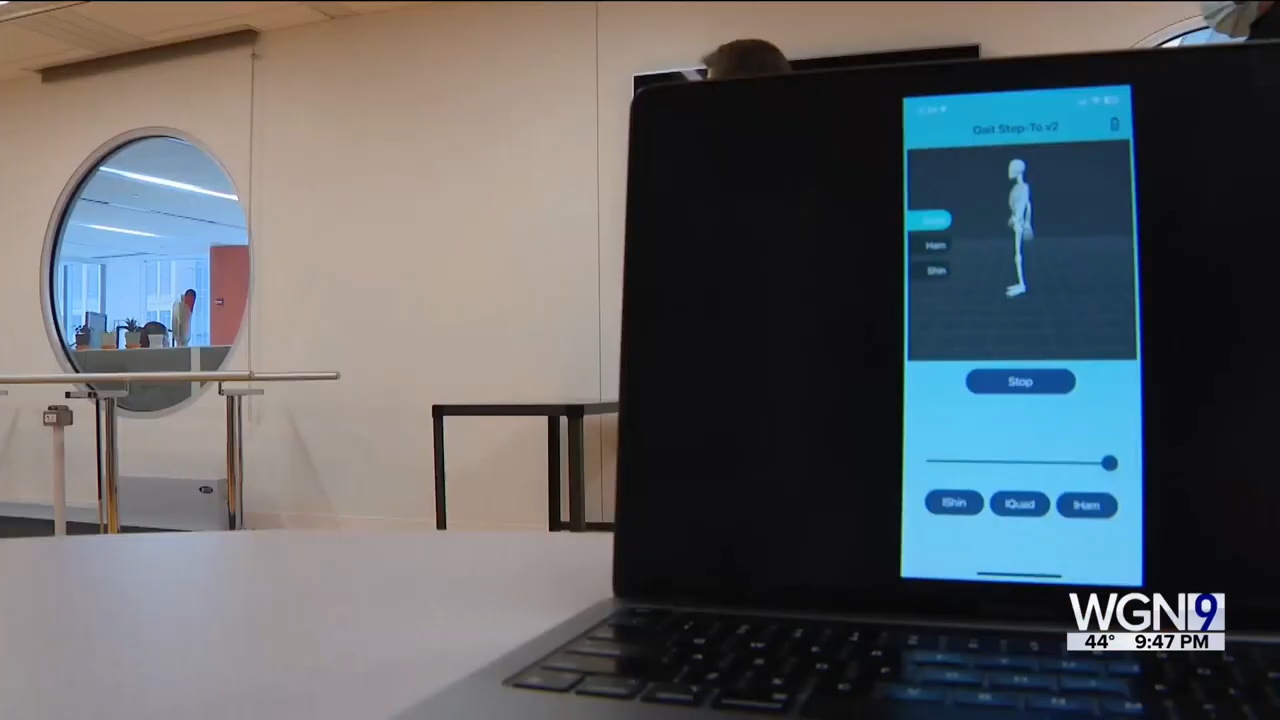 Gait Step-To v2
Ham
Shin
Stop
lShin
lQuad
lHam
WGN9
44° 9:47 PM